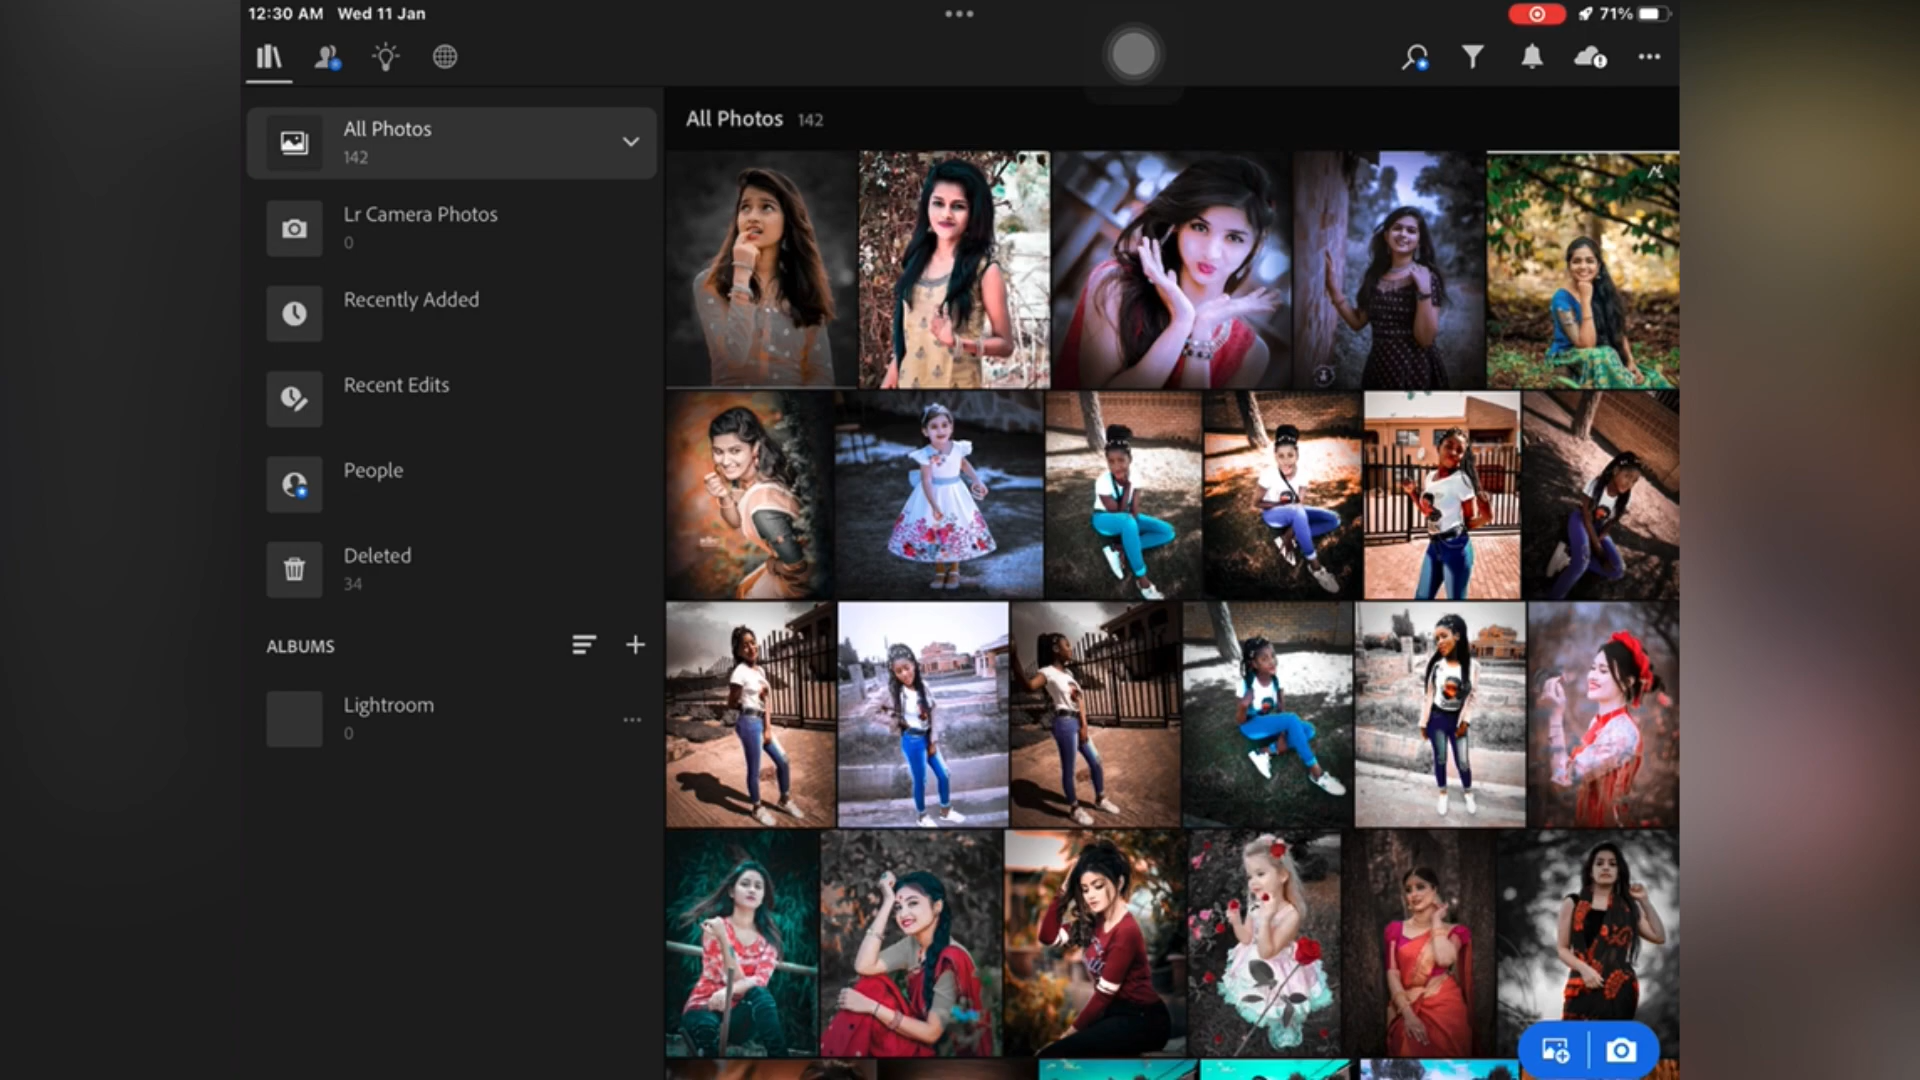 12:30 AM Wed 11 Jan
71%
All Photos
142
Lr Camera Photos
0
Recently Added
Recent Edits
People
Deleted
34
ALBUMS
Lightroom
0
All Photos 142